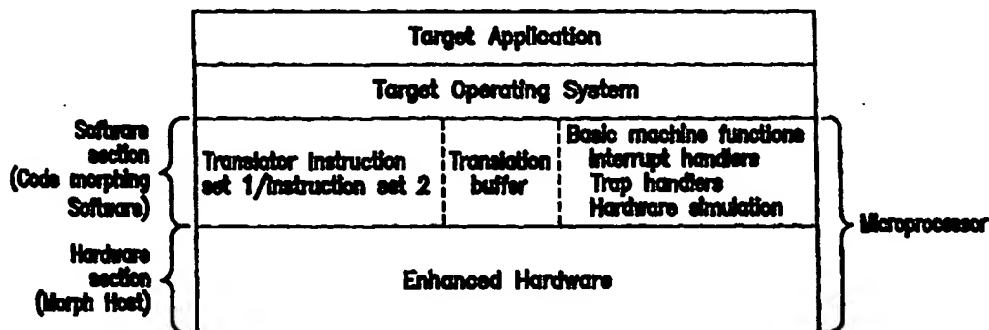 Target Application
Target Operating System
Software
section
(Code morphing
Software)
Translator Instruction
set 1/Instruction set 2
Translation
buffer
Basic machine functions
Interrupt handlers
Trap handlers
Hardware simulation
Microprocessor
Hardware
section
(Morph Host)
Enhanced Hardware